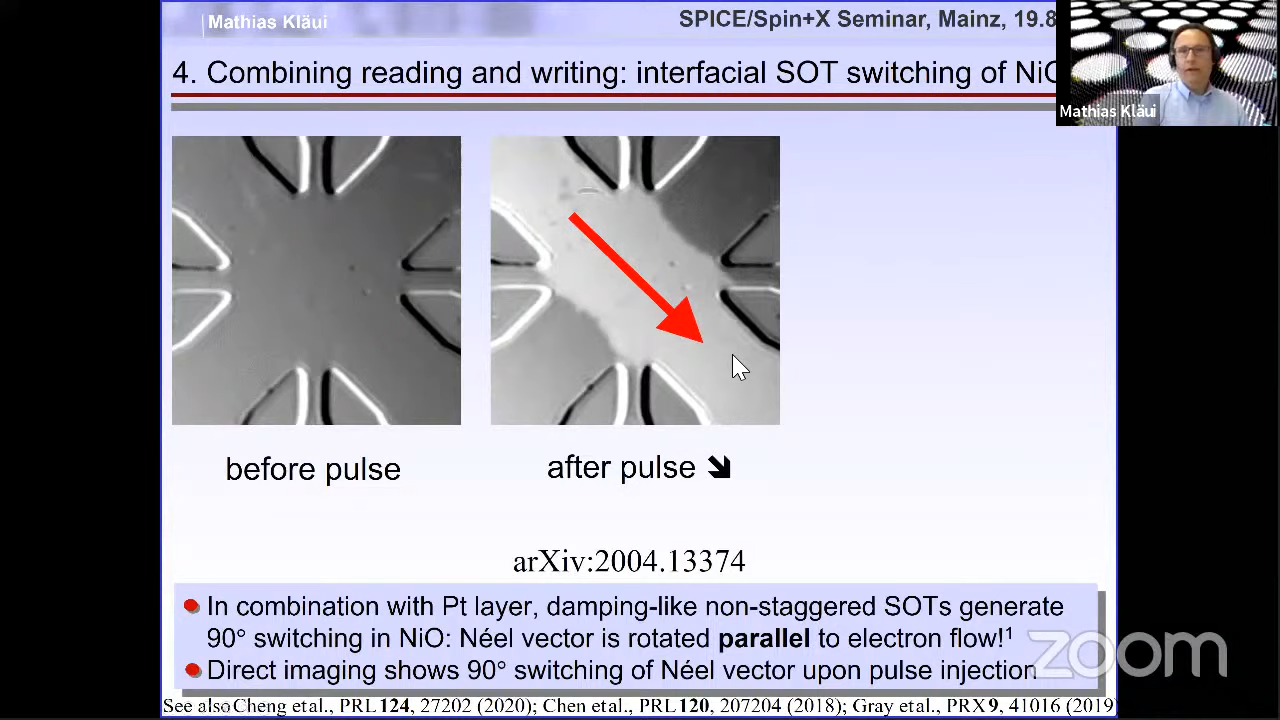 Mathias Kläui
SPICE/Spin+X Seminar, Mainz, 19.8
4. Combining reading and writing: interfacial SOT switching of NiO
Mathias Kläui
before pulse
after pulse ↘
arXiv:2004.13374
● In combination with Pt layer, damping-like non-staggered SOTs generate
90° switching in NiO: Néel vector is rotated parallel to electron flow!¹
● Direct imaging shows 90° switching of Néel vector upon pulse injection
zoom
See also Cheng et al., PRL 124, 27202 (2020); Chen et al., PRL 120, 207204 (2018); Gray et al., PRX 9, 41016 (2019)